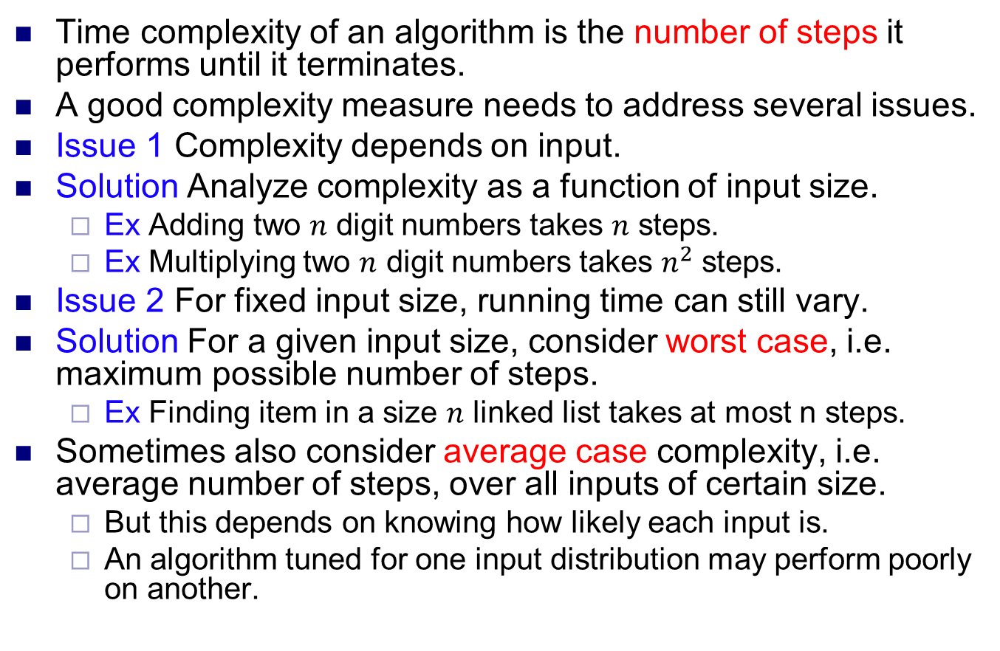 Time complexity of an algorithm is the number of steps it
performs until it terminates.
A good complexity measure needs to address several issues.
Issue 1 Complexity depends on input.
Solution Analyze complexity as a function of input size.
Ex Adding two n digit numbers takes n steps.
Ex Multiplying two n digit numbers takes n² steps.
Issue 2 For fixed input size, running time can still vary.
Solution For a given input size, consider worst case, i.e.
maximum possible number of steps.
Ex Finding item in a size n linked list takes at most n steps.
Sometimes also consider average case complexity, i.e.
average number of steps, over all inputs of certain size.
But this depends on knowing how likely each input is.
An algorithm tuned for one input distribution may perform poorly
on another.